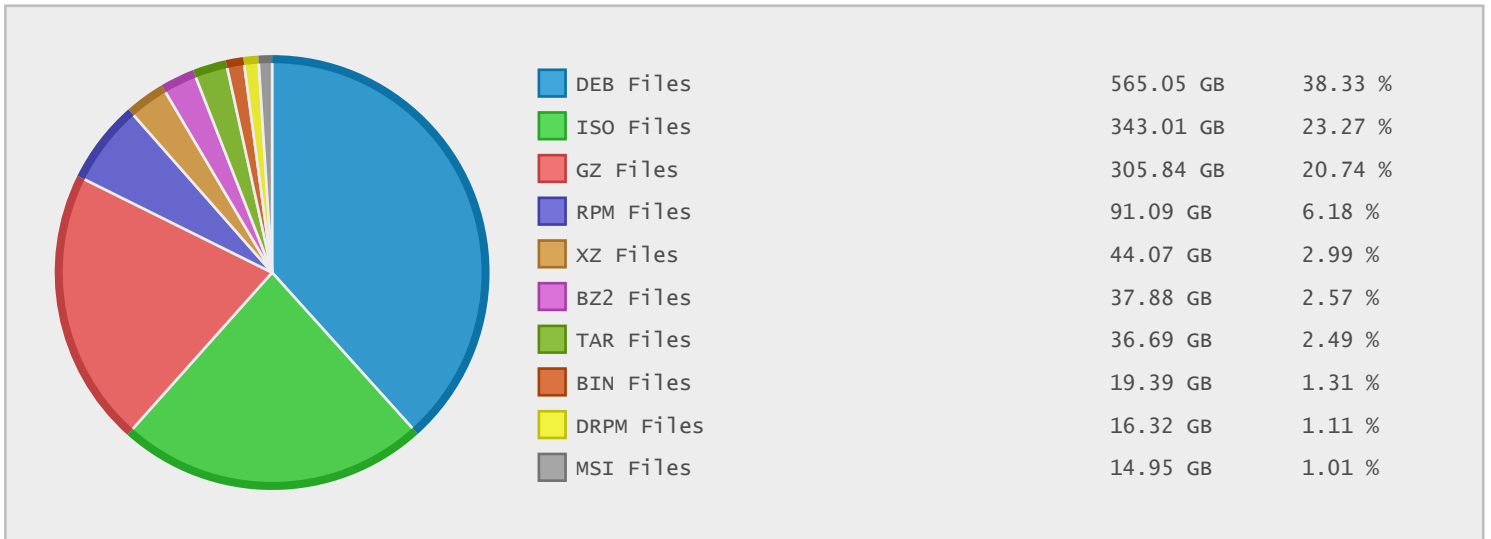 DEB Files 565.05 GB 38.33 %
ISO Files 343.01 GB 23.27 %
GZ Files 305.84 GB 20.74 %
RPM Files 91.09 GB 6.18 %
XZ Files 44.07 GB 2.99 %
BZ2 Files 37.88 GB 2.57 %
TAR Files 36.69 GB 2.49 %
BIN Files 19.39 GB 1.31 %
DRPM Files 16.32 GB 1.11 %
MSI Files 14.95 GB 1.01 %